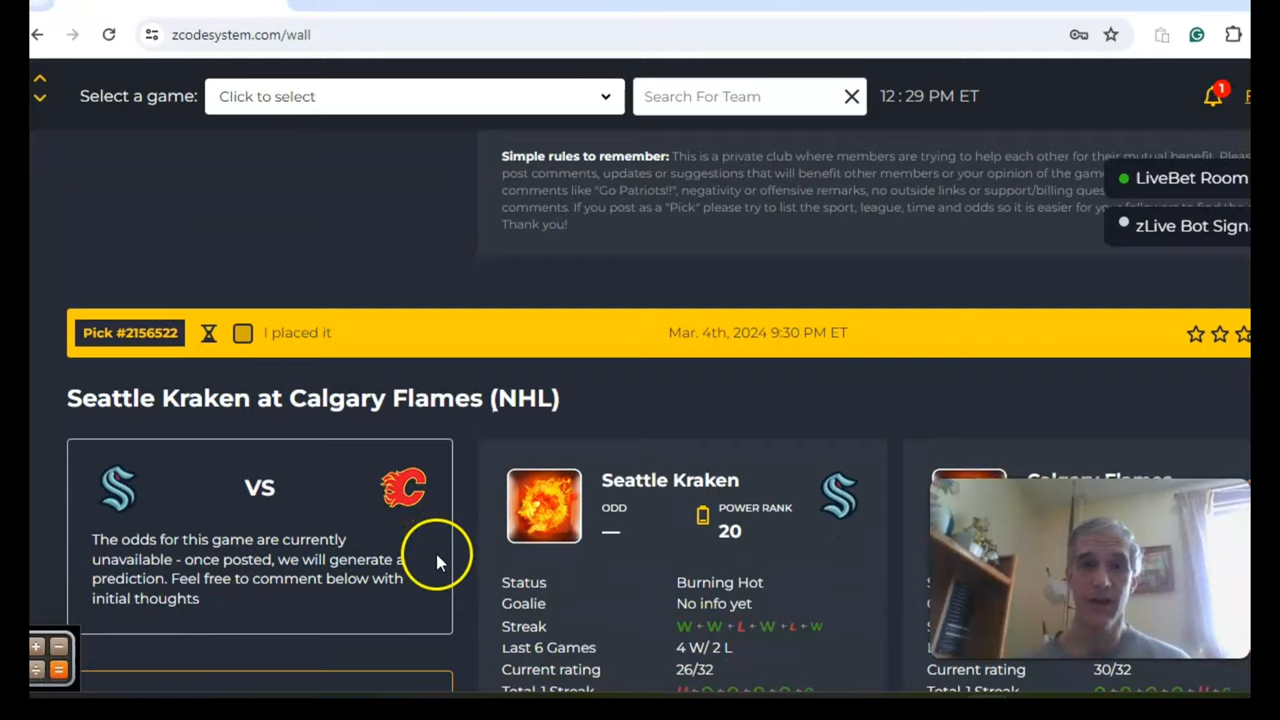 zcodesystem.com/wall
Select a game:
Click to select
Search For Team
12:29 PM ET
1
Simple rules to remember: This is a private club where members are trying to help each other for their mutual benefit.
post comments, updates or suggestions that will benefit other members or your opinion of the
comments like "Go Patriots!!", negativity or offensive remarks, no outside links or support/billing
comments. If you post as a "Pick" please try to list the sport, league, time and odds so it is easier for
Thank you!
LiveBet Room
zLive Bot
Pick #2156522
I placed it
Mar. 4th, 2024 9:30 PM ET
Seattle Kraken at Calgary Flames (NHL)
VS
The odds for this game are currently
unavailable - once posted, we will generate a
prediction. Feel free to comment below with
initial thoughts
Seattle Kraken
ODD
—
POWER RANK
20
Status
Burning Hot
Goalie
No info yet
Streak
W W L W L W
Last 6 Games
4 W/ 2 L
Current rating
26/32
Calgary Flames
Current rating
30/32
Total 1 Streak